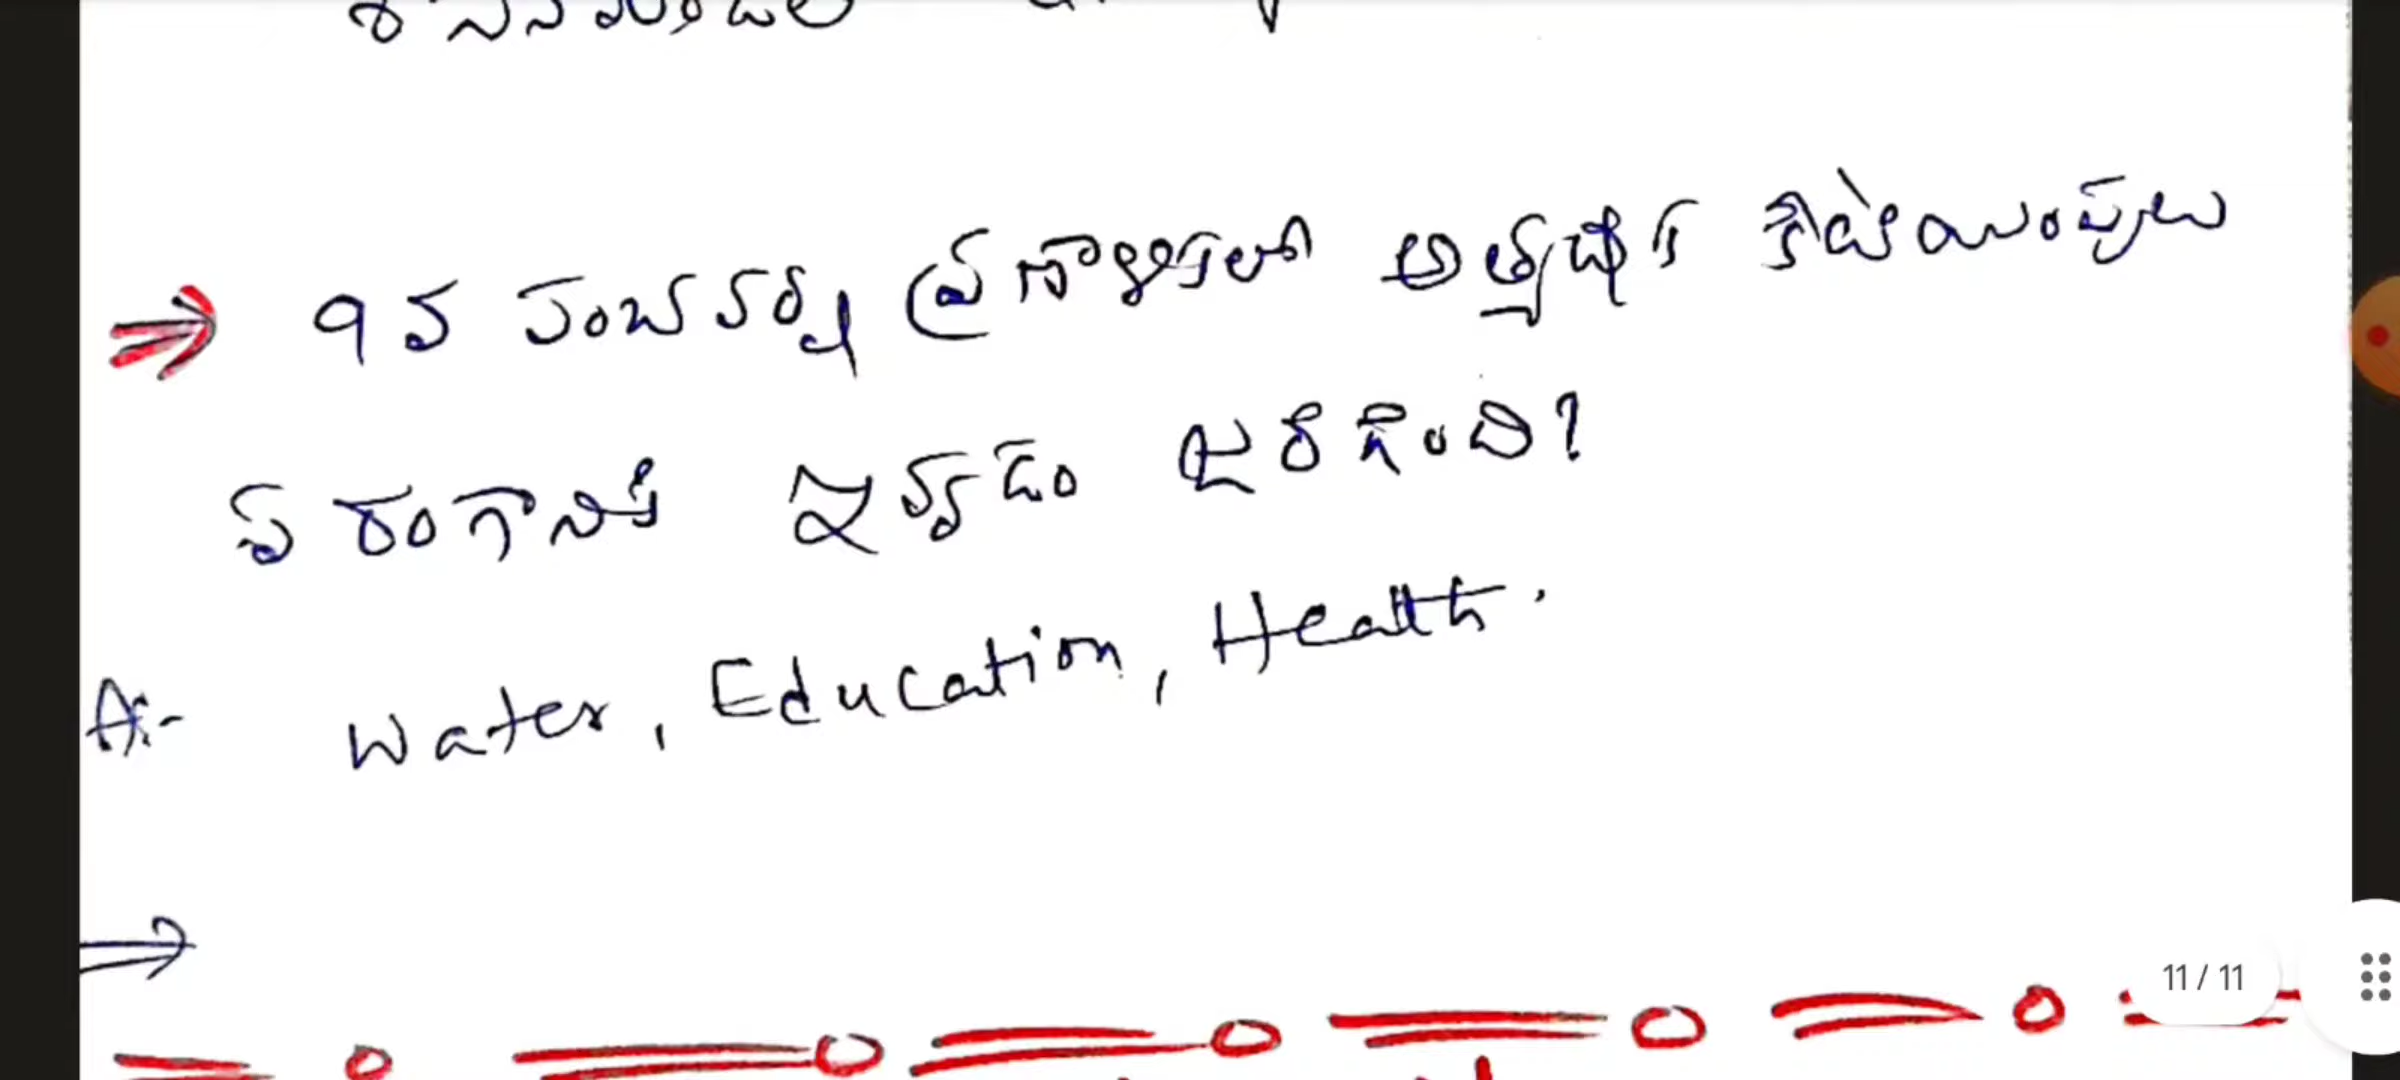 9వ పంచవర్ష ప్రణాళికలో అత్యధిక కేటాయింపులు
ఏ రంగానికి ఇవ్వడం జరిగింది?
A:- Water, Education, Health.
11 / 11